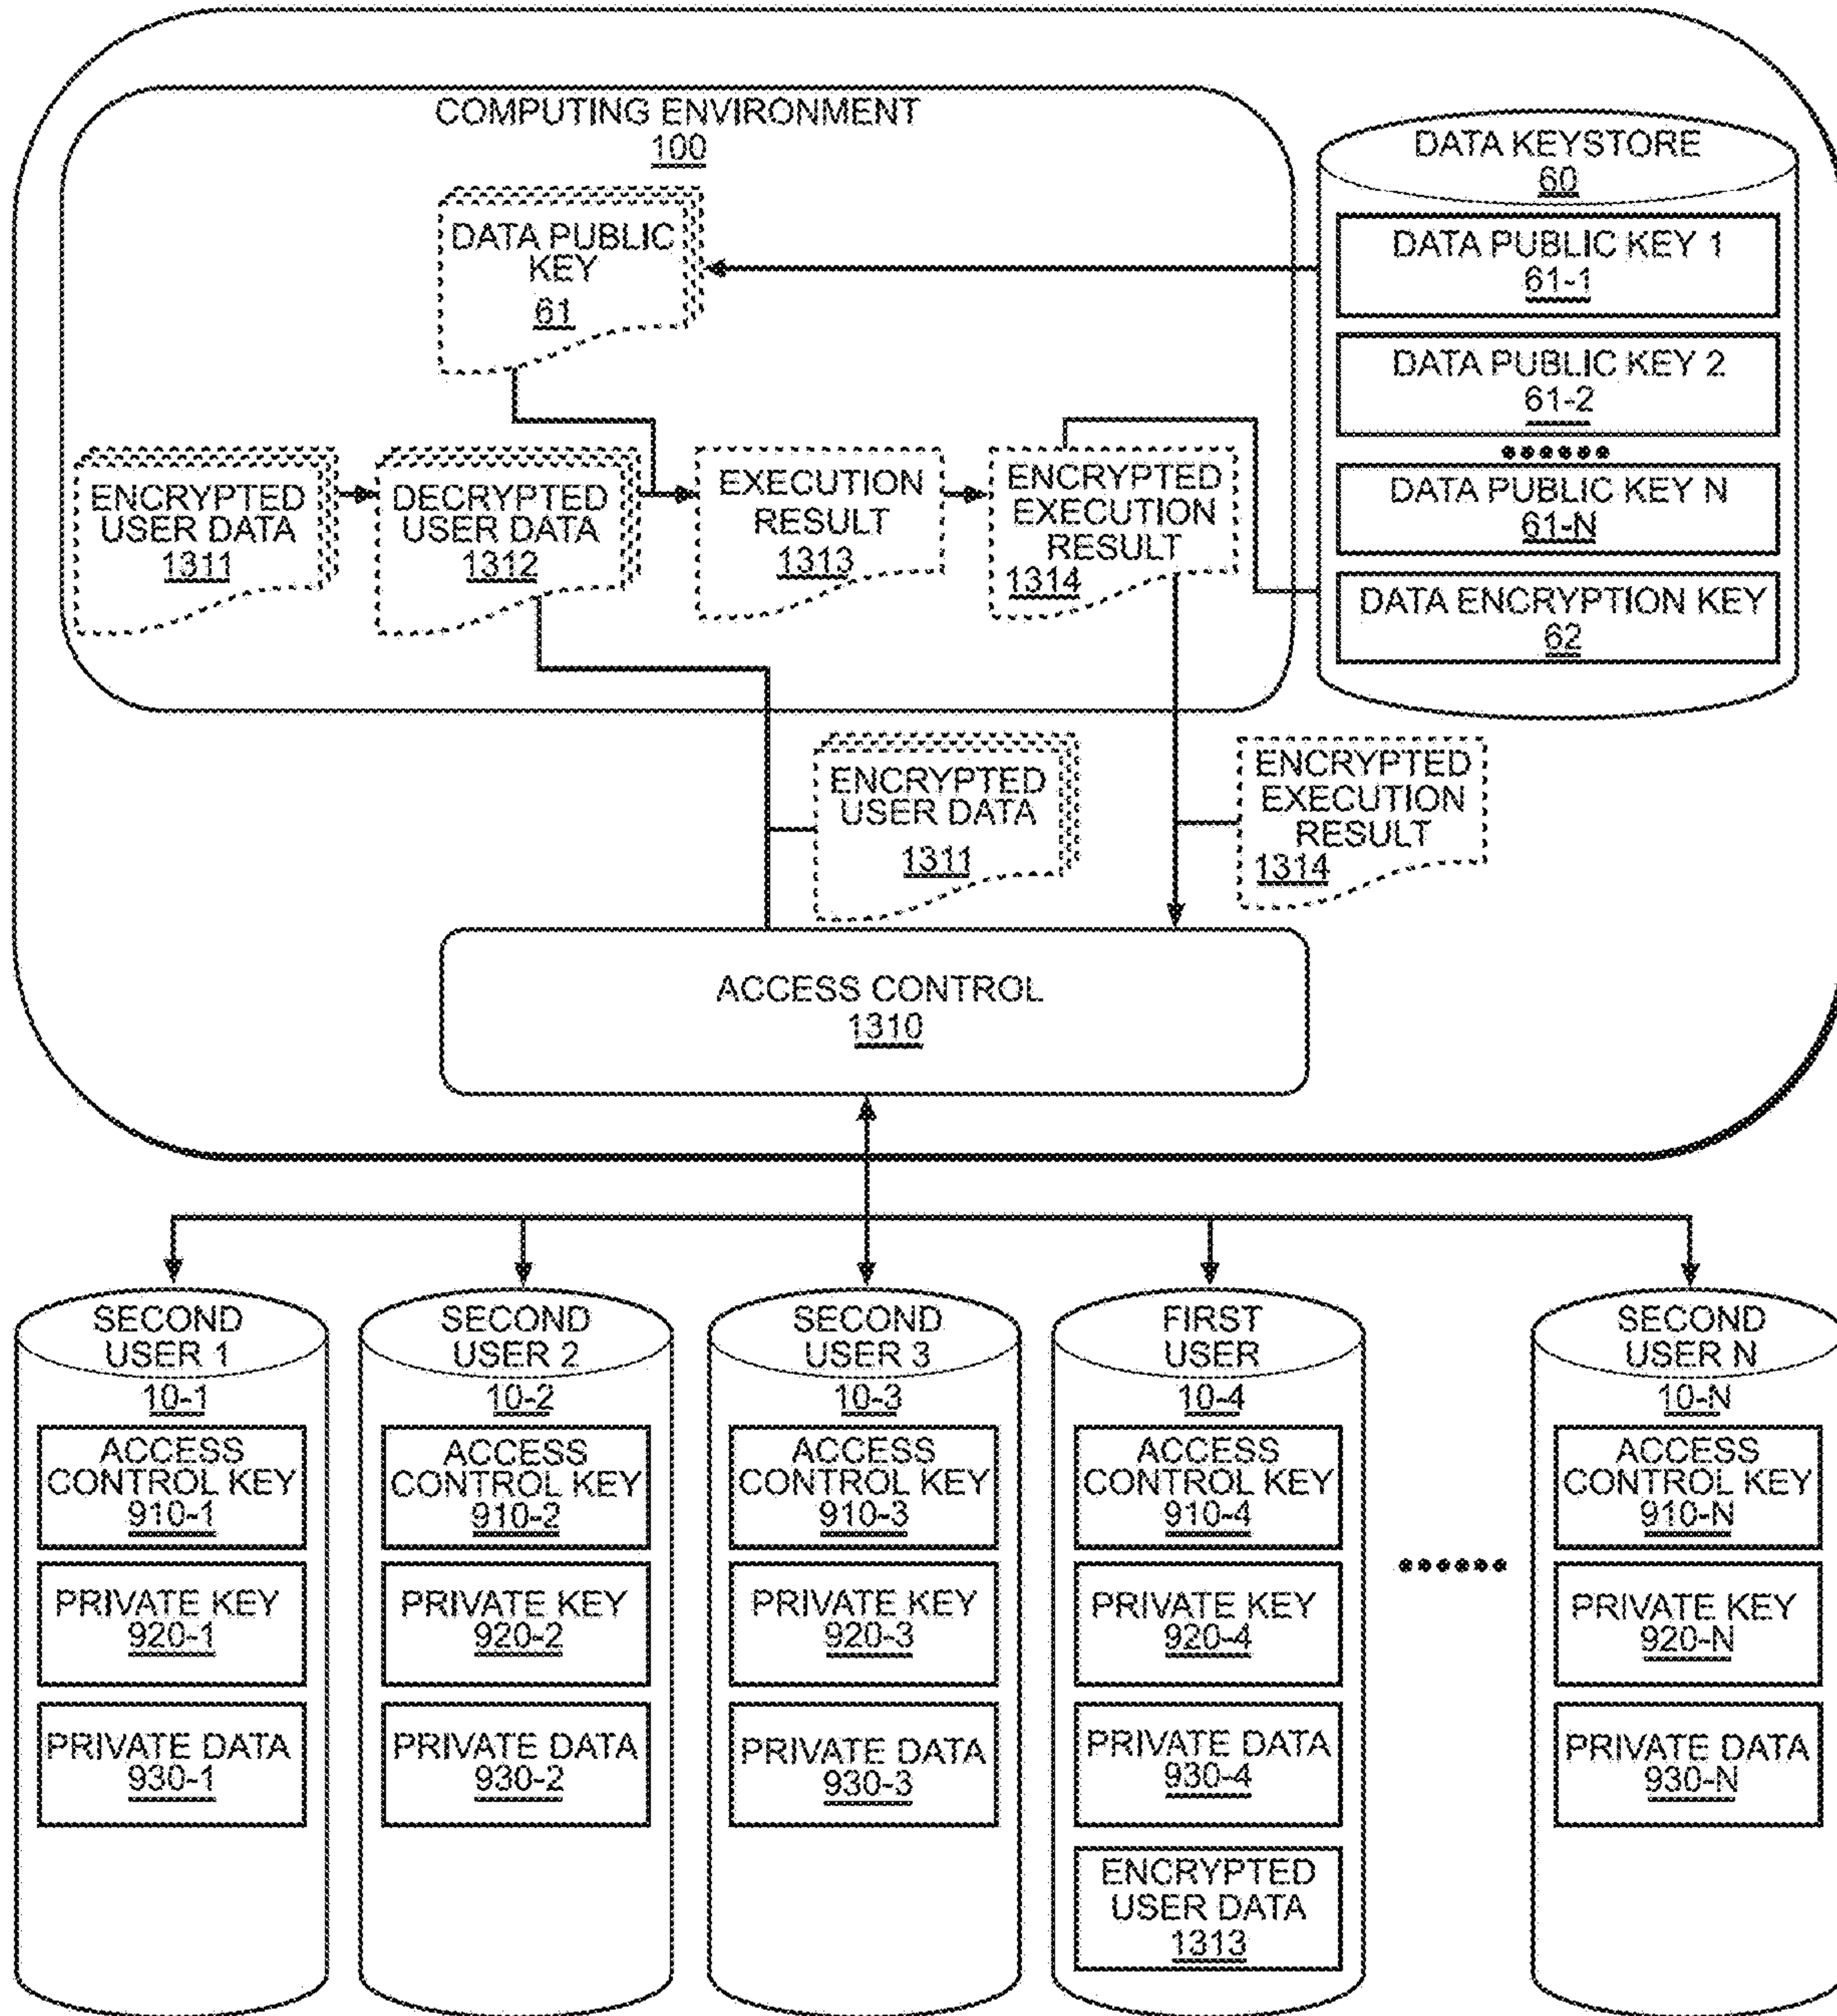 COMPUTING ENVIRONMENT
100
DATA PUBLIC
KEY
61
ENCRYPTED
USER DATA
1311
DECRYPTED
USER DATA
1312
EXECUTION
RESULT
1313
ENCRYPTED
EXECUTION
RESULT
1314
DATA KEYSTORE
60
DATA PUBLIC KEY 1
61-1
DATA PUBLIC KEY 2
61-2
DATA PUBLIC KEY N
61-N
DATA ENCRYPTION KEY
62
ENCRYPTED
USER DATA
1311
ENCRYPTED
EXECUTION
RESULT
1314
ACCESS CONTROL
1310
SECOND
USER 1
10-1
ACCESS
CONTROL KEY
910-1
PRIVATE KEY
920-1
PRIVATE DATA
930-1
SECOND
USER 2
10-2
ACCESS
CONTROL KEY
910-2
PRIVATE KEY
920-2
PRIVATE DATA
930-2
SECOND
USER 3
10-3
ACCESS
CONTROL KEY
910-3
PRIVATE KEY
920-3
PRIVATE DATA
930-3
FIRST
USER
10-4
ACCESS
CONTROL KEY
910-4
PRIVATE KEY
920-4
PRIVATE DATA
930-4
ENCRYPTED
USER DATA
1313
SECOND
USER N
10-N
ACCESS
CONTROL KEY
910-N
PRIVATE KEY
920-N
PRIVATE DATA
930-N